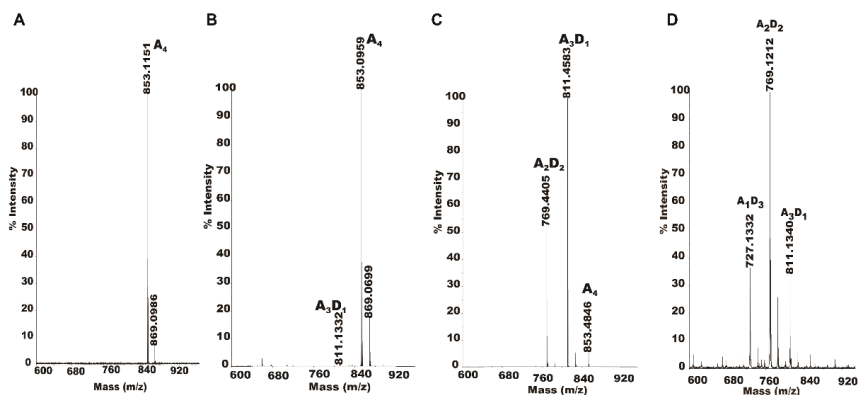 A
A4
853.1151
869.0986
100
90
80
70
60
50
40
30
20
10
0
% Intensity
600 760 840 920
Mass (m/z)
B
A4
853.0959
869.0699
A3D1
811.1332
100
90
80
70
60
50
40
30
20
10
0
% Intensity
600 680 760 840 920
Mass (m/z)
C
A3D1
811.4583
A2D2
769.4405
A4
853.4846
100
90
80
70
60
50
40
30
20
10
0
% Intensity
600 680 760 840 920
Mass (m/z)
D
A2D2
769.1212
A1D3
727.1332
A3D1
811.1340
100
90
80
70
60
50
40
30
20
10
0
% Intensity
600 680 760 840 920
Mass (m/z)